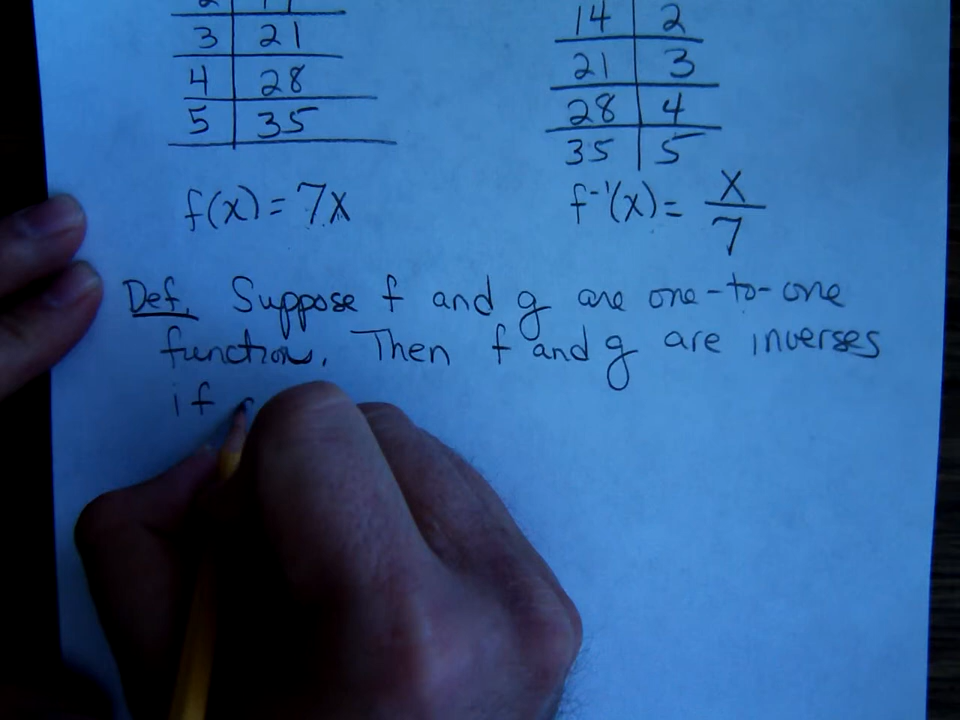 3 21
4 28
5 35
14 2
21 3
28 4
35 5
f(x) = 7x
f⁻¹(x) = x/7
Def. Suppose f and g are one-to-one
function. Then f and g are inverses
if